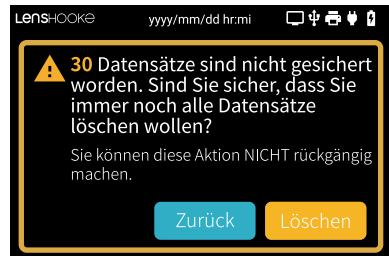 LENSHOOKE yyyy/mm/dd hr:mi
30 Datensätze sind nicht gesichert
worden. Sind Sie sicher, dass Sie
immer noch alle Datensätze
löschen wollen?
Sie können diese Aktion NICHT rückgängig
machen.
Zurück Löschen